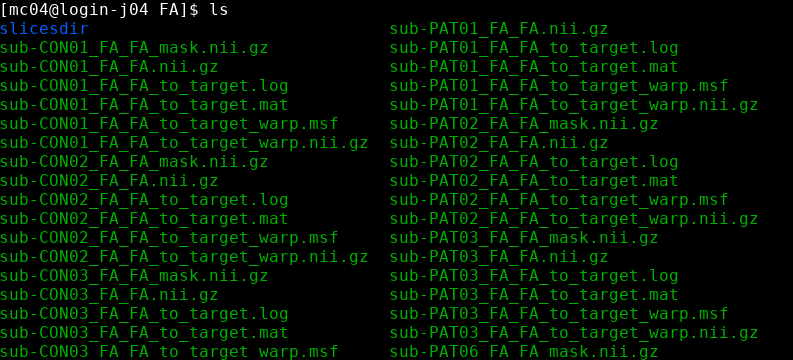 [mc04@login-j04 FA]$ ls
slicesdir sub-PAT01_FA_FA.nii.gz
sub-CON01_FA_FA_mask.nii.gz sub-PAT01_FA_FA_to_target.log
sub-CON01_FA_FA.nii.gz sub-PAT01_FA_FA_to_target.mat
sub-CON01_FA_FA_to_target.log sub-PAT01_FA_FA_to_target_warp.msf
sub-CON01_FA_FA_to_target.mat sub-PAT01_FA_FA_to_target_warp.nii.gz
sub-CON01_FA_FA_to_target_warp.msf sub-PAT02_FA_FA_mask.nii.gz
sub-CON01_FA_FA_to_target_warp.nii.gz sub-PAT02_FA_FA.nii.gz
sub-CON02_FA_FA_mask.nii.gz sub-PAT02_FA_FA_to_target.log
sub-CON02_FA_FA.nii.gz sub-PAT02_FA_FA_to_target.mat
sub-CON02_FA_FA_to_target.log sub-PAT02_FA_FA_to_target_warp.msf
sub-CON02_FA_FA_to_target.mat sub-PAT02_FA_FA_to_target_warp.nii.gz
sub-CON02_FA_FA_to_target_warp.msf sub-PAT03_FA_FA_mask.nii.gz
sub-CON02_FA_FA_to_target_warp.nii.gz sub-PAT03_FA_FA.nii.gz
sub-CON03_FA_FA_mask.nii.gz sub-PAT03_FA_FA_to_target.log
sub-CON03_FA_FA.nii.gz sub-PAT03_FA_FA_to_target.mat
sub-CON03_FA_FA_to_target.log sub-PAT03_FA_FA_to_target_warp.msf
sub-CON03_FA_FA_to_target.mat sub-PAT03_FA_FA_to_target_warp.nii.gz
sub-CON03_FA_FA_to_target_warp.msf sub-PAT06_FA_FA_mask.nii.gz